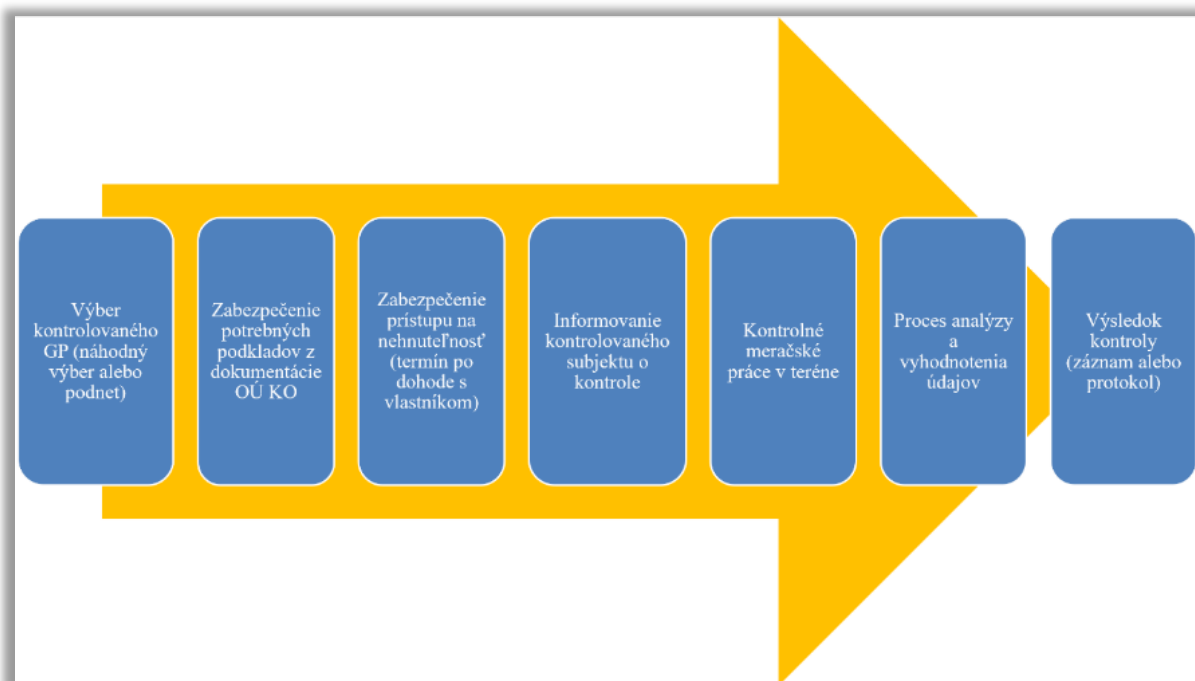 Výber
kontrolovaného
GP (náhodný
výber alebo
podnet)
Zabezpečenie
potrebných
podkladov z
dokumentácie
OÚ KO
Zabezpečenie
prístupu na
nehnuteľnosť
(termín po
dohode s
vlastníkom)
Informovanie
kontrolovaného
subjektu o
kontrole
Kontrolné
meračské
práce v teréne
Proces analýzy
a
vyhodnotenia
údajov
Výsledok
kontroly
(záznam alebo
protokol)